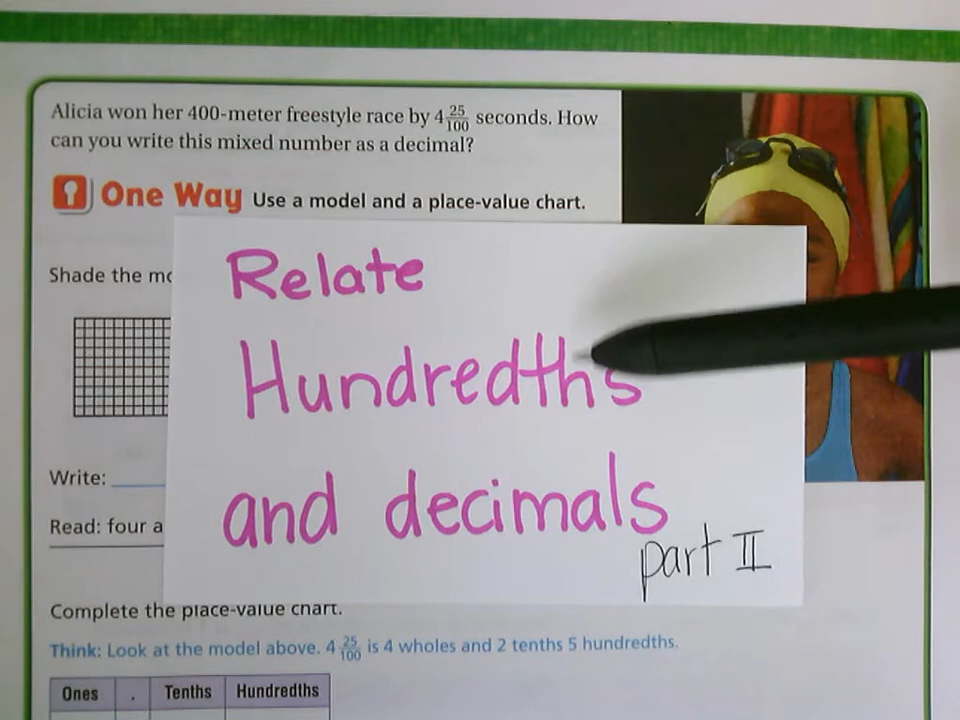 Alicia won her 400-meter freestyle race by 4 25/100 seconds. How
can you write this mixed number as a decimal?
One Way Use a model and a place-value chart.
Relate
Shade the
Hundredths
Write:
and decimals
Read: four
part II
Complete the place-value chart.
Think: Look at the model above. 4 25/100 is 4 wholes and 2 tenths 5 hundredths.
Ones . Tenths Hundredths